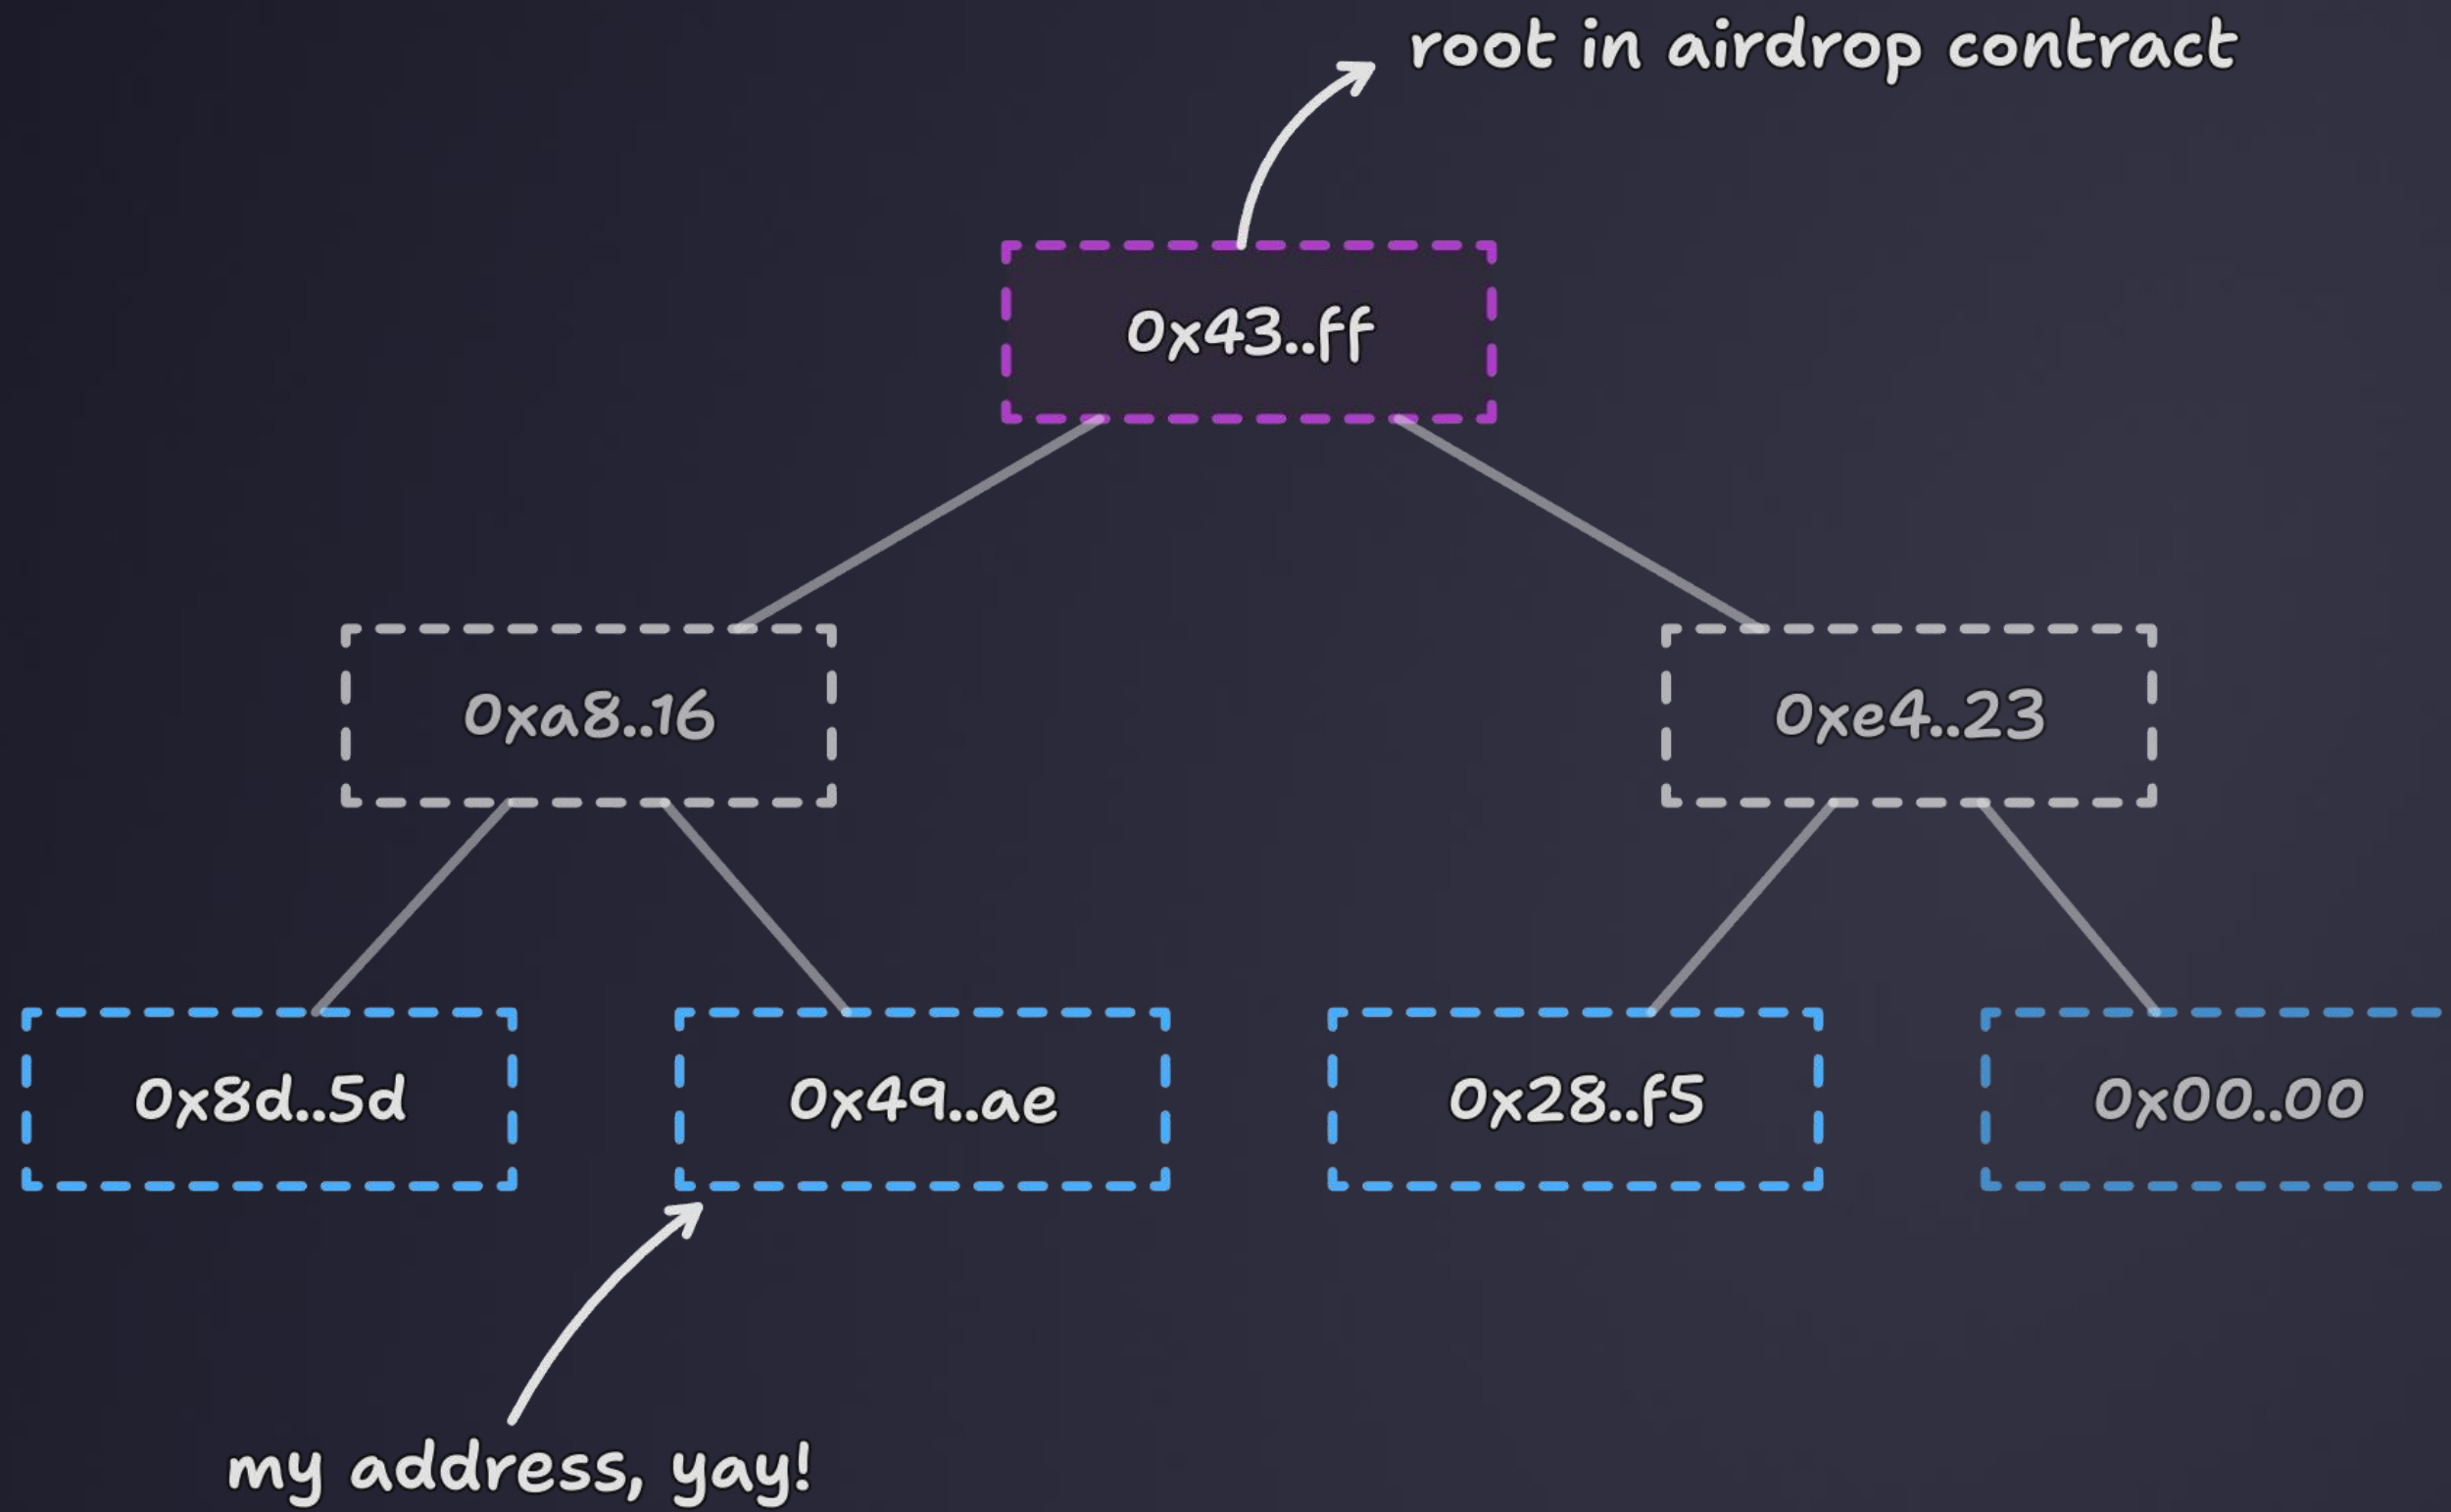 root in airdrop contract
0x43..ff
0xa8..16
0xe4..23
0x8d..5d
0x49..ae
0x28..f5
0x00..00
my address, yay!